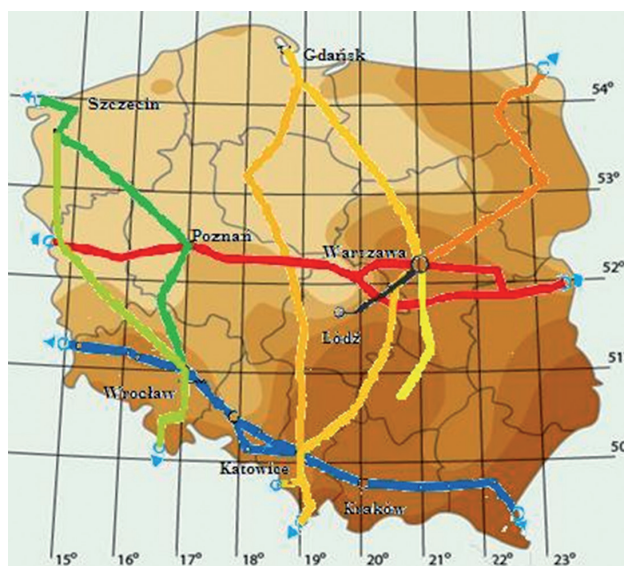 Gdańsk
54°
Szczecin
53°
Poznań
Warszawa
52°
Łódź
51°
Wrocław
50
Katowice
Kraków
15° 16° 17° 18° 19° 20° 21° 22° 23°